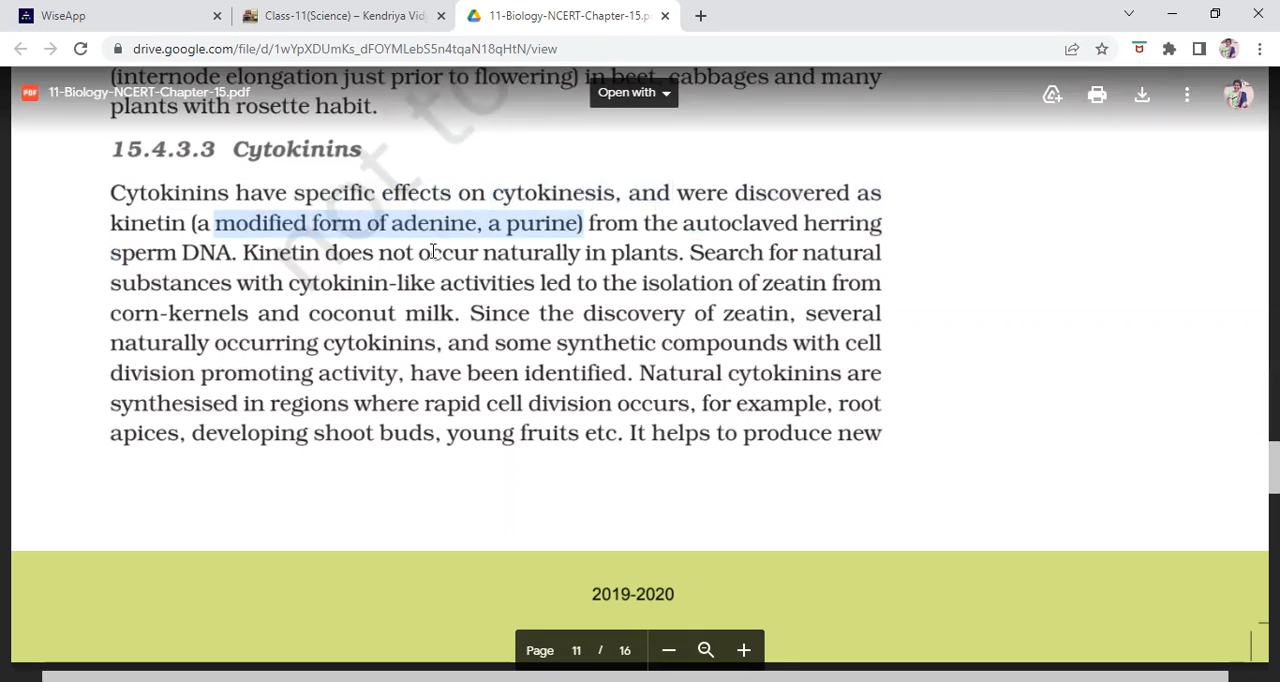 WiseApp
Class-11(Science) – Kendriya Vid
11-Biology-NCERT-Chapter-15.p
drive.google.com/file/d/1wYpXDUmKs_dFOYMLebS5n4tqaN18qHtN/view
(internode elongation just prior to flowering) in beet, cabbages and many
11-Biology-NCERT-Chapter-15.pdf
Open with
plants with rosette habit.
not to
15.4.3.3 Cytokinins
Cytokinins have specific effects on cytokinesis, and were discovered as
kinetin (a modified form of adenine, a purine) from the autoclaved herring
sperm DNA. Kinetin does not occur naturally in plants. Search for natural
substances with cytokinin-like activities led to the isolation of zeatin from
corn-kernels and coconut milk. Since the discovery of zeatin, several
naturally occurring cytokinins, and some synthetic compounds with cell
division promoting activity, have been identified. Natural cytokinins are
synthesised in regions where rapid cell division occurs, for example, root
apices, developing shoot buds, young fruits etc. It helps to produce new
2019-2020
Page 11 / 16